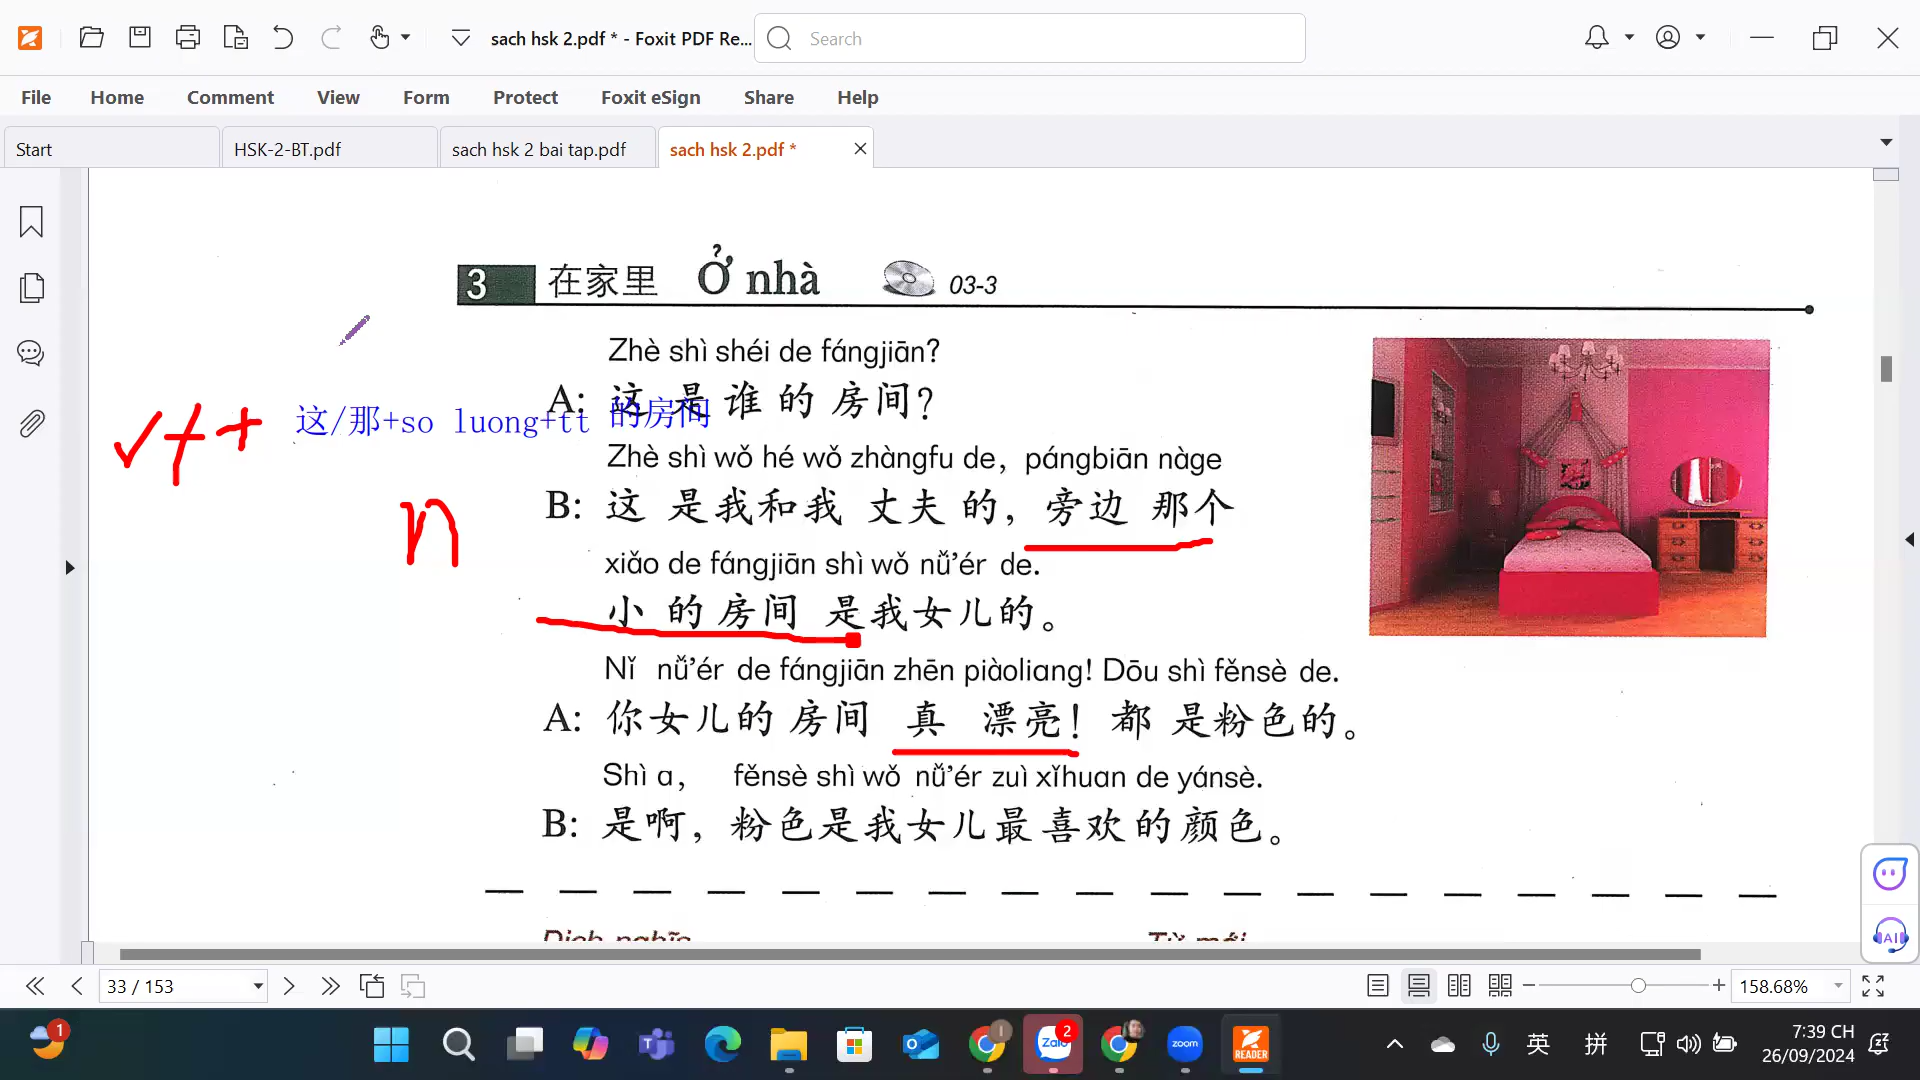 sach hsk 2.pdf * - Foxit PDF Re...
Search
File Home Comment View Form Protect Foxit eSign Share Help
Start
HSK-2-BT.pdf
sach hsk 2 bai tap.pdf
sach hsk 2.pdf *
3 在家里 Ở nhà 03-3
Zhè shì shéi de fángjiān?
A: 这是谁的房间?
这/那+so luong+tt 的房间
Zhè shì wǒ hé wǒ zhàngfu de, pángbiān nàge
B: 这是我和我丈夫的, 旁边那个
n
xiǎo de fángjiān shì wǒ nǚ'ér de.
小的房间是我女儿的。
Nǐ nǚ'ér de fángjiān zhēn piàoliang! Dōu shì fěnsè de.
A: 你女儿的房间真漂亮! 都是粉色的。
Shì a, fěnsè shì wǒ nǚ'ér zuì xǐhuan de yánsè.
B: 是啊, 粉色是我女儿最喜欢的颜色。
AI
33 / 153
158.68%
1
Zalo
2
zoom
READER
英
拼
7:39 CH
26/09/2024